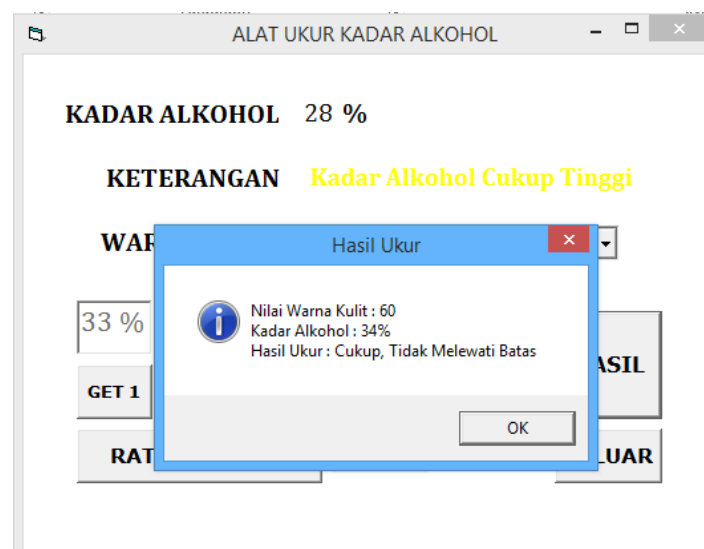 ALAT UKUR KADAR ALKOHOL
KADAR ALKOHOL 28 %
KETERANGAN Kadar Alkohol Cukup Tinggi
Hasil Ukur
33 %
Nilai Warna Kulit : 60
Kadar Alkohol : 34%
Hasil Ukur : Cukup, Tidak Melewati Batas
GET 1
OK